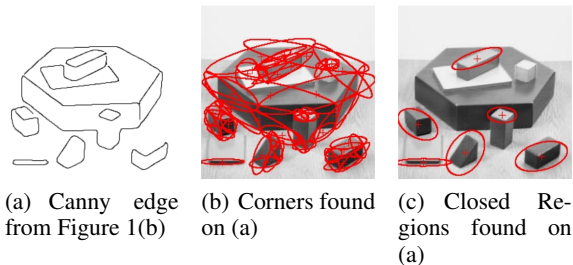 (a) Canny edge
from Figure 1(b)
(b) Corners found
on (a)
(c) Closed Re-
gions found on
(a)